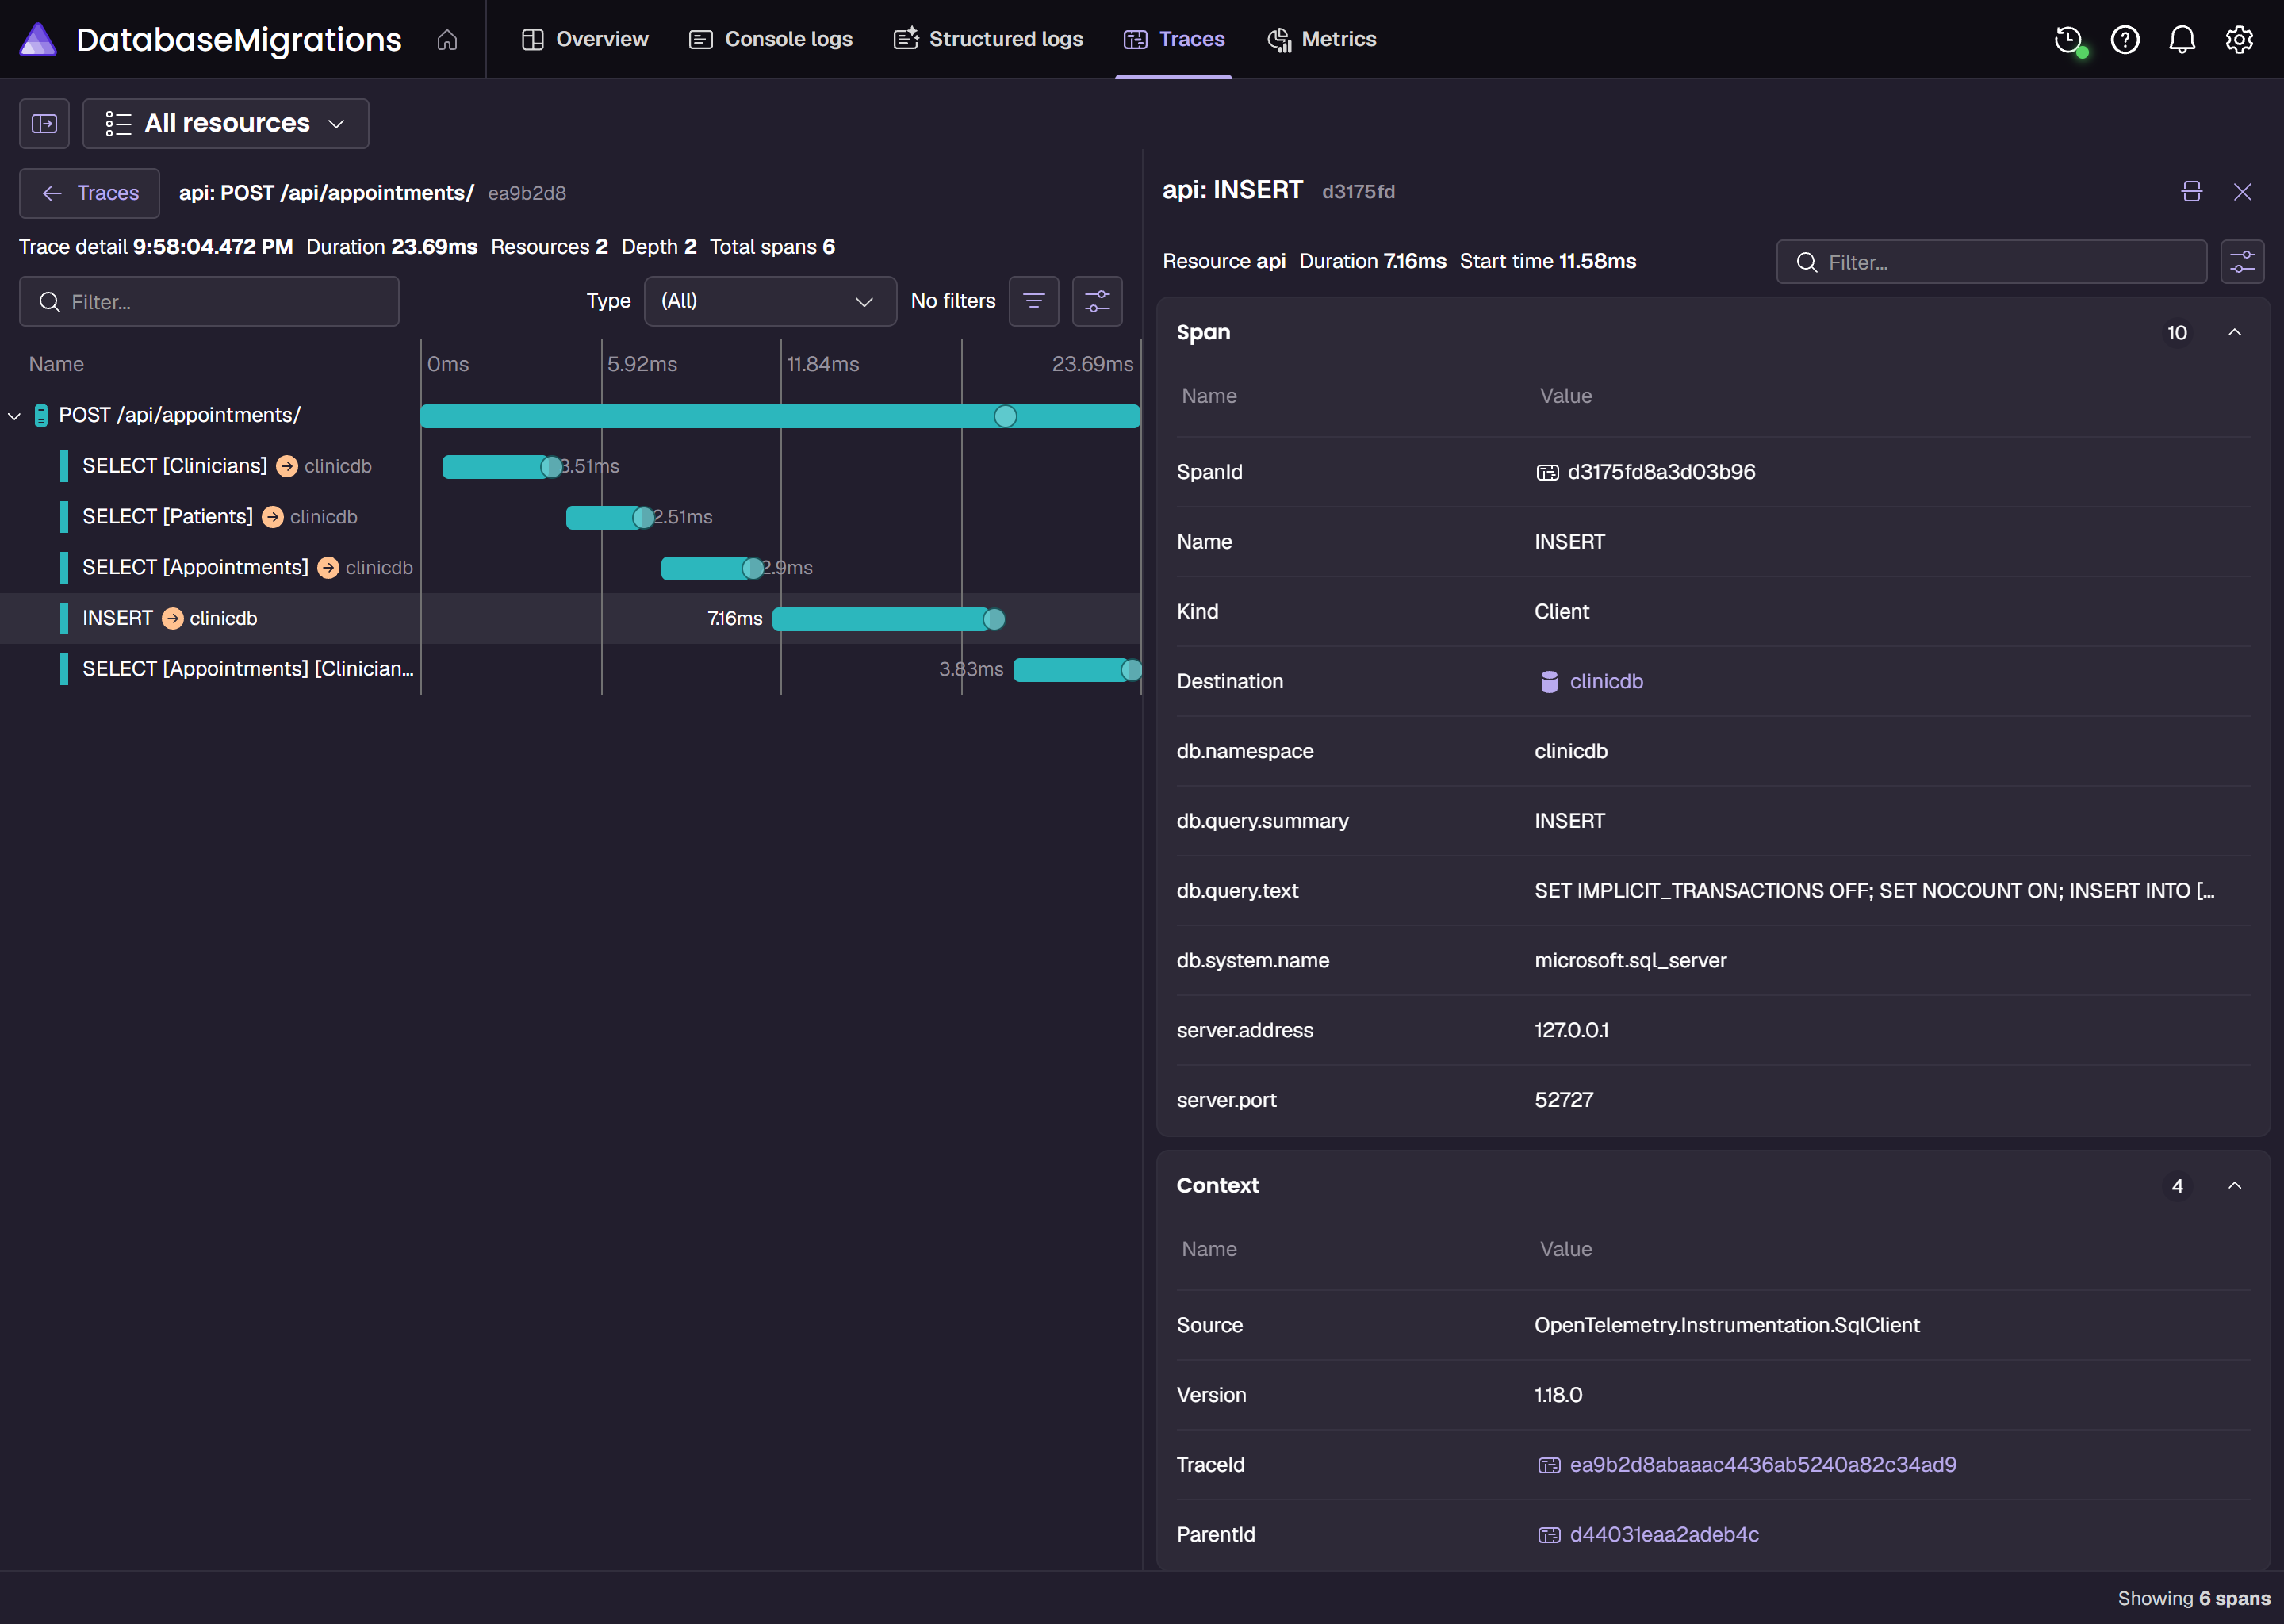 DatabaseMigrations
Overview
Console logs
Structured logs
Traces
Metrics
All resources
Traces
api: POST /api/appointments/ ea9b2d8
Trace detail 9:58:04.472 PM Duration 23.69ms Resources 2 Depth 2 Total spans 6
Filter...
Type (All) No filters
Name 0ms 5.92ms 11.84ms 23.69ms
POST /api/appointments/
SELECT [Clinicians] clinicdb 3.51ms
SELECT [Patients] clinicdb 2.51ms
SELECT [Appointments] clinicdb 2.9ms
INSERT clinicdb 7.16ms
SELECT [Appointments] [Clinician... 3.83ms
api: INSERT d3175fd
Resource api Duration 7.16ms Start time 11.58ms
Filter...
Span 10
Name Value
SpanId d3175fd8a3d03b96
Name INSERT
Kind Client
Destination clinicdb
db.namespace clinicdb
db.query.summary INSERT
db.query.text SET IMPLICIT_TRANSACTIONS OFF; SET NOCOUNT ON; INSERT INTO [...
db.system.name microsoft.sql_server
server.address 127.0.0.1
server.port 52727
Context 4
Name Value
Source OpenTelemetry.Instrumentation.SqlClient
Version 1.18.0
TraceId ea9b2d8abaaac4436ab5240a82c34ad9
ParentId d44031eaa2adeb4c
Showing 6 spans